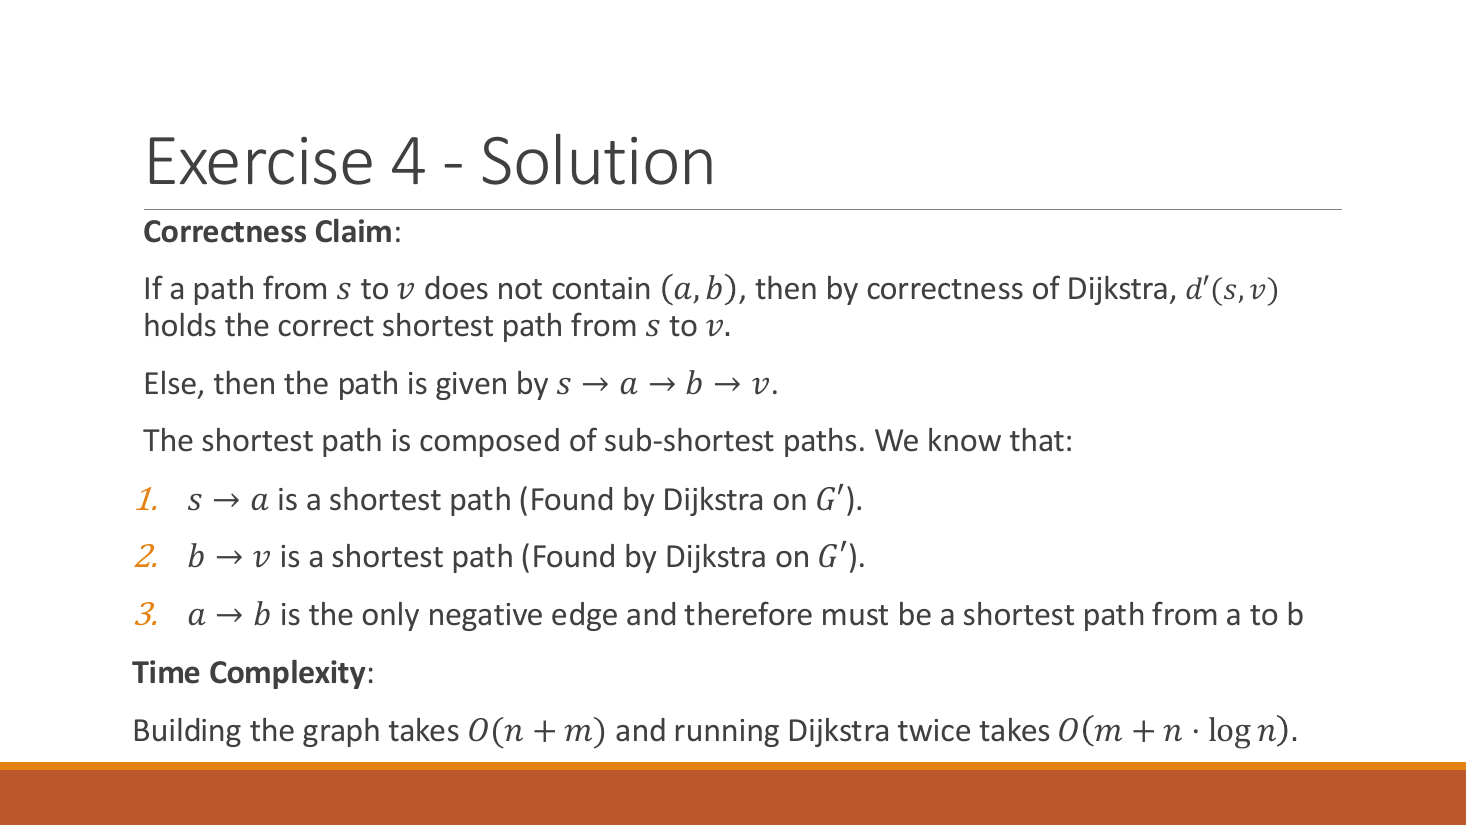 Exercise 4 - Solution
Correctness Claim:
If a path from 𝑠 to 𝑣 does not contain (𝑎, 𝑏), then by correctness of Dijkstra, 𝑑′(𝑠, 𝑣)
holds the correct shortest path from 𝑠 to 𝑣.
Else, then the path is given by 𝑠 → 𝑎 → 𝑏 → 𝑣.
The shortest path is composed of sub-shortest paths. We know that:
1. 𝑠 → 𝑎 is a shortest path (Found by Dijkstra on 𝐺′).
2. 𝑏 → 𝑣 is a shortest path (Found by Dijkstra on 𝐺′).
3. 𝑎 → 𝑏 is the only negative edge and therefore must be a shortest path from a to b
Time Complexity:
Building the graph takes 𝑂(𝑛 + 𝑚) and running Dijkstra twice takes 𝑂(𝑚 + 𝑛 · log 𝑛).